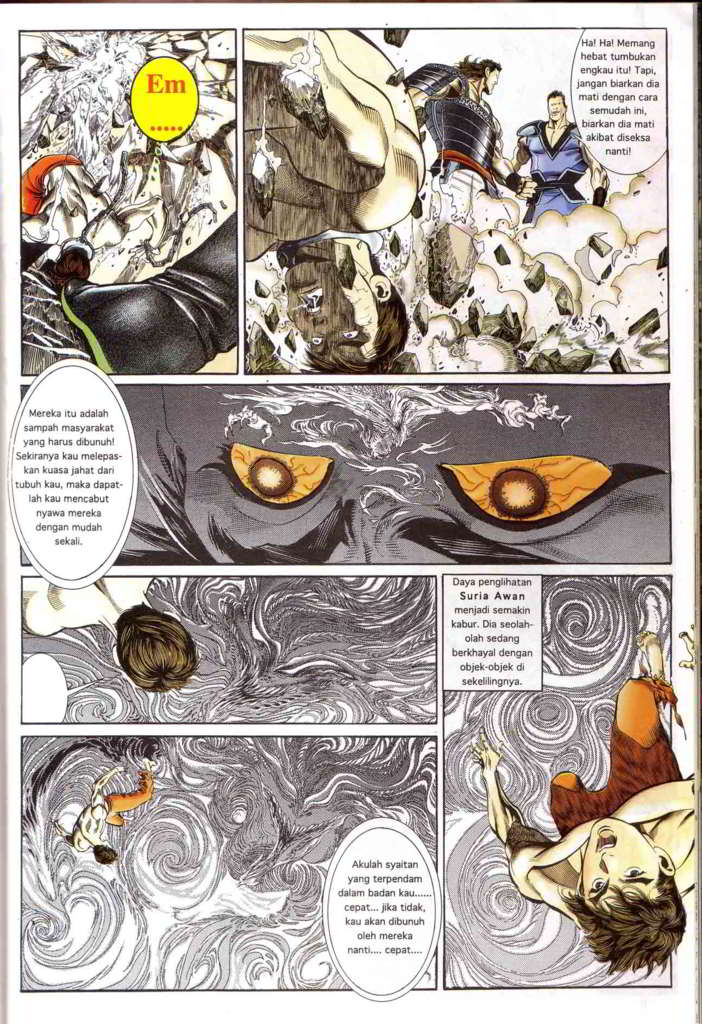 Em
.....
Ha! Ha! Memang
hebat tumbukan
engkau itu! Tapi,
jangan biarkan dia
mati dengan cara
semudah ini,
biarkan dia mati
akibat diseksa
nanti!
Mereka itu adalah
sampah masyarakat
yang harus dibunuh!
Sekiranya kau melepas-
kan kuasa jahat dari
tubuh kau, maka dapat-
lah kau mencabut
nyawa mereka
dengan mudah
sekali.
Daya penglihatan
Suria Awan
menjadi semakin
kabur. Dia seolah-
olah sedang
berkhayal dengan
objek-objek di
sekelilingnya.
Akulah syaitan
yang terpendam
dalam badan kau......
cepat... jika tidak,
kau akan dibunuh
oleh mereka
nanti.... cepat....